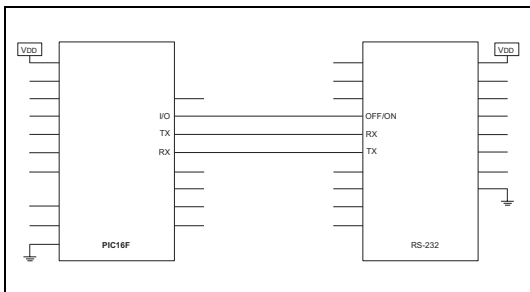 VDD
VDD
I/O
OFF/ON
TX
RX
RX
TX
PIC16F
RS-232